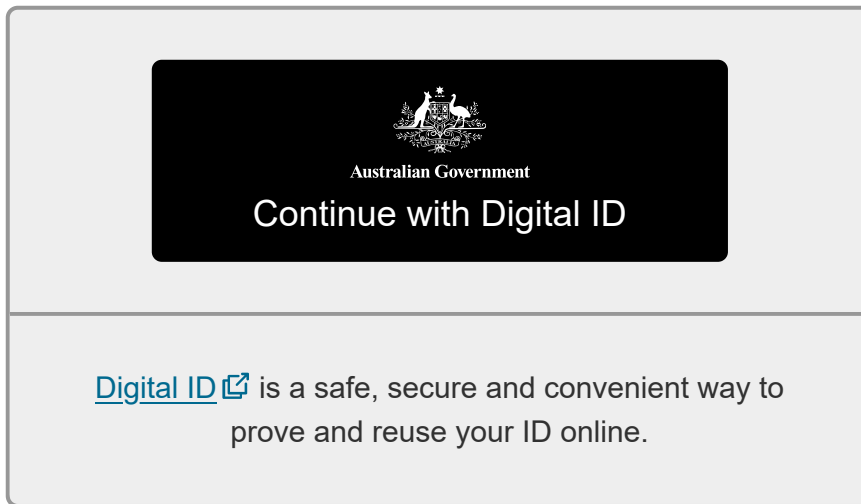 AUSTRALIA
Australian Government
Continue with Digital ID
Digital ID is a safe, secure and convenient way to
prove and reuse your ID online.